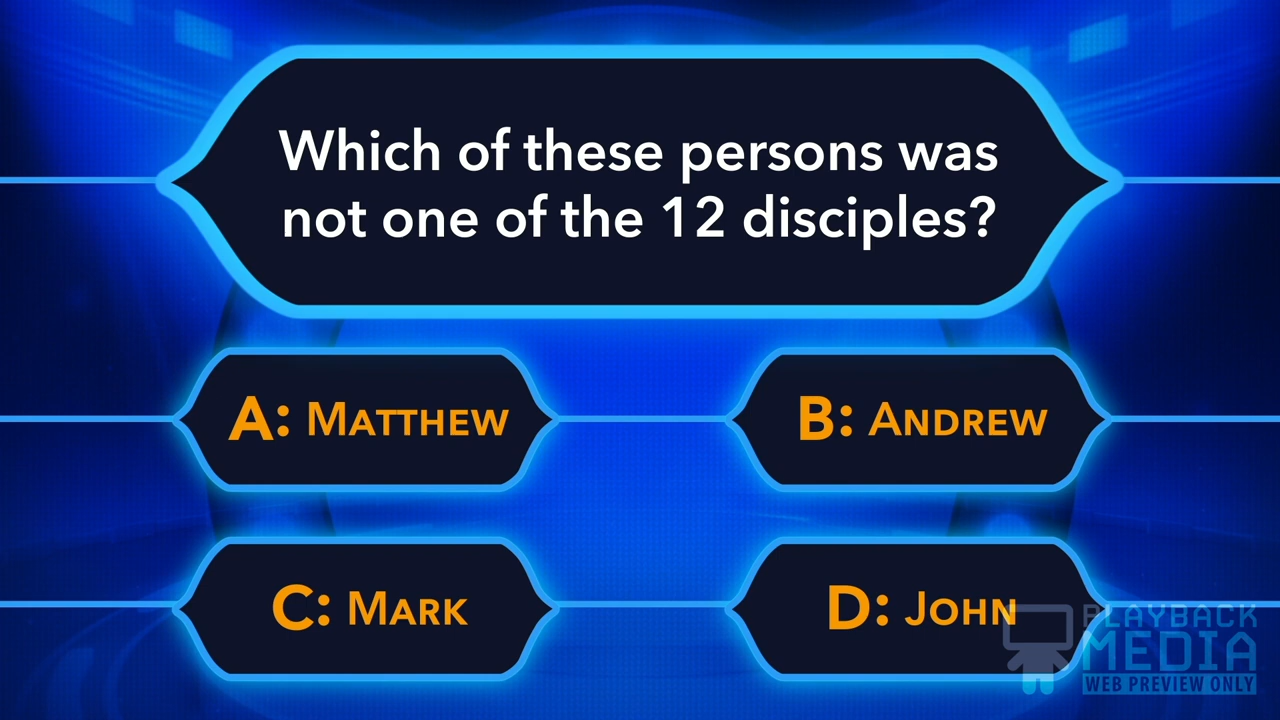 Which of these persons was
not one of the 12 disciples?
A: Matthew
B: Andrew
C: Mark
D: John
PLAYBACK
MEDIA
WEB PREVIEW ONLY